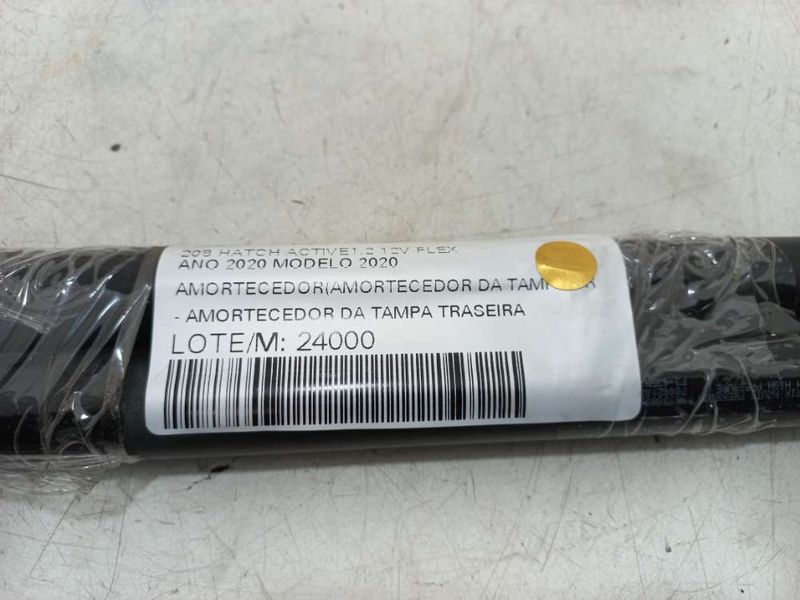 208 HATCH ACTIVE1.2 12V FLEX
ANO 2020 MODELO 2020
AMORTECEDOR(AMORTECEDOR DA
- AMORTECEDOR DA TAMPA TRASEIRA
LOTE/M: 24000